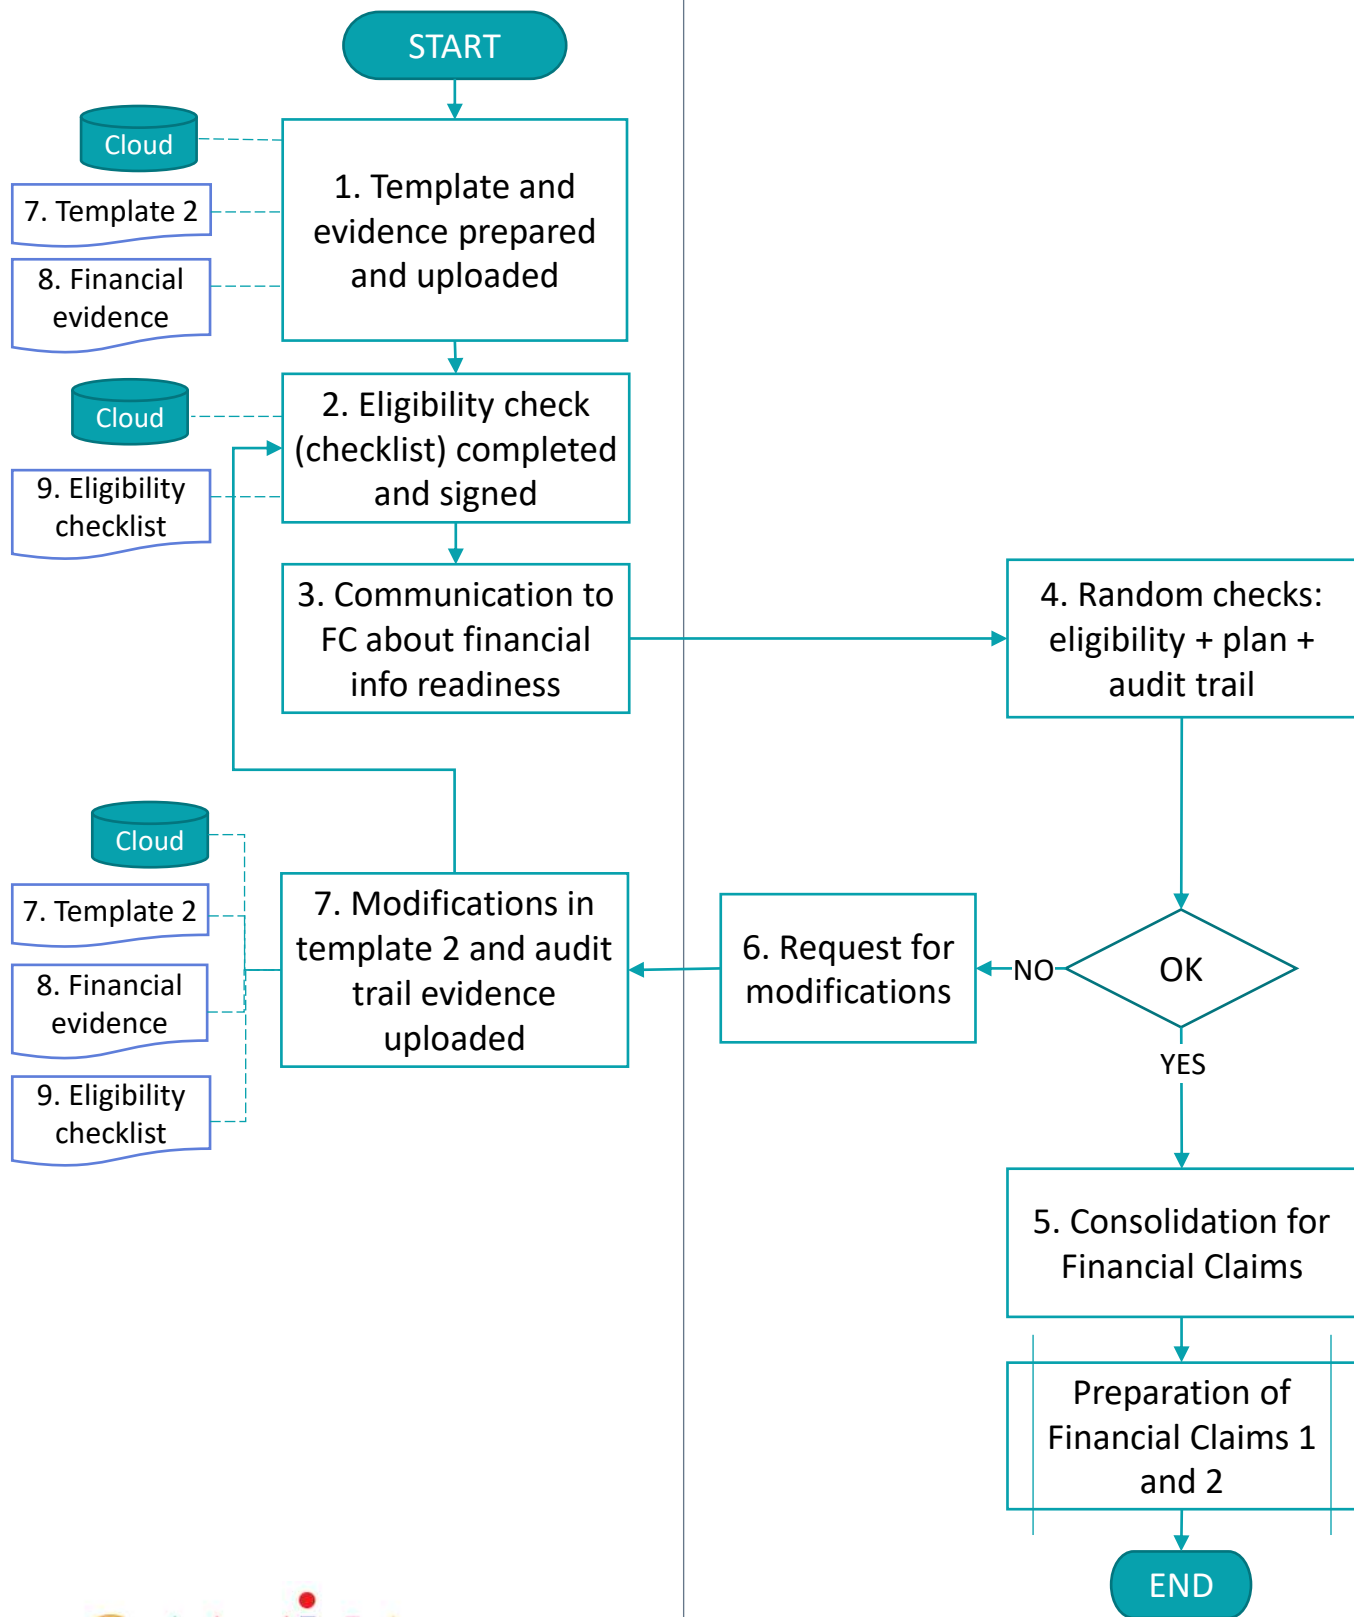 START
Cloud
7. Template 2
8. Financial
evidence
1. Template and
evidence prepared
and uploaded
Cloud
9. Eligibility
checklist
2. Eligibility check
(checklist) completed
and signed
3. Communication to
FC about financial
info readiness
4. Random checks:
eligibility + plan +
audit trail
Cloud
7. Template 2
8. Financial
evidence
9. Eligibility
checklist
7. Modifications in
template 2 and audit
trail evidence
uploaded
6. Request for
modifications
NO
OK
YES
5. Consolidation for
Financial Claims
Preparation of
Financial Claims 1
and 2
END